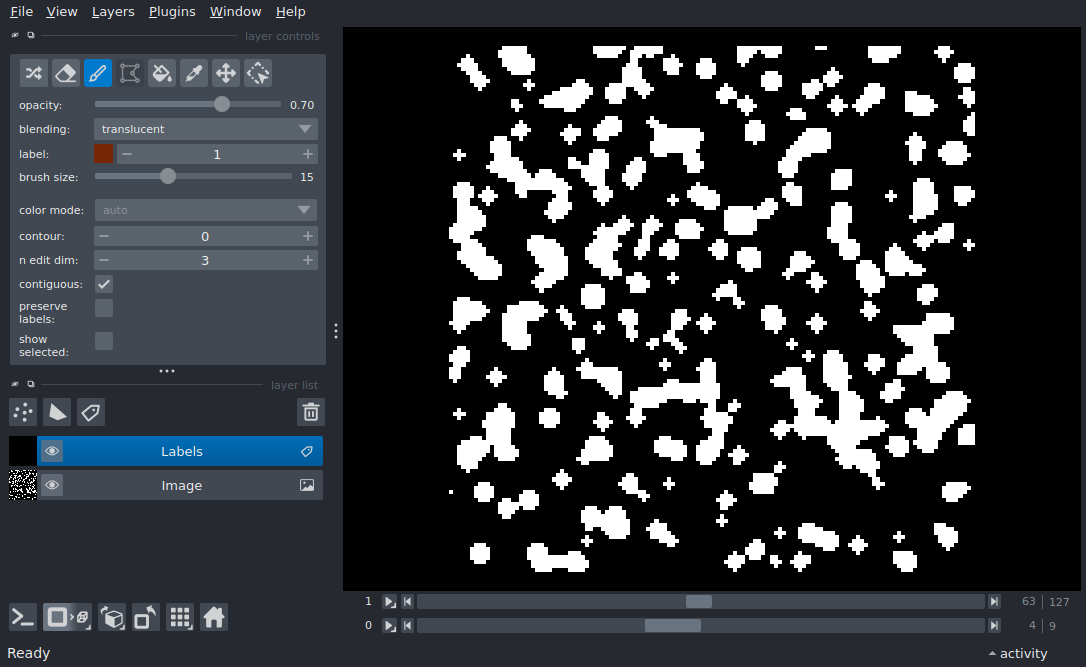 File View Layers Plugins Window Help
layer controls
opacity: 0.70
blending: translucent
label: 1
brush size: 15
color mode: auto
contour: 0
n edit dim: 3
contiguous:
preserve
labels:
show
selected:
layer list
Labels
Image
1 63 | 127
0 4 | 9
Ready activity